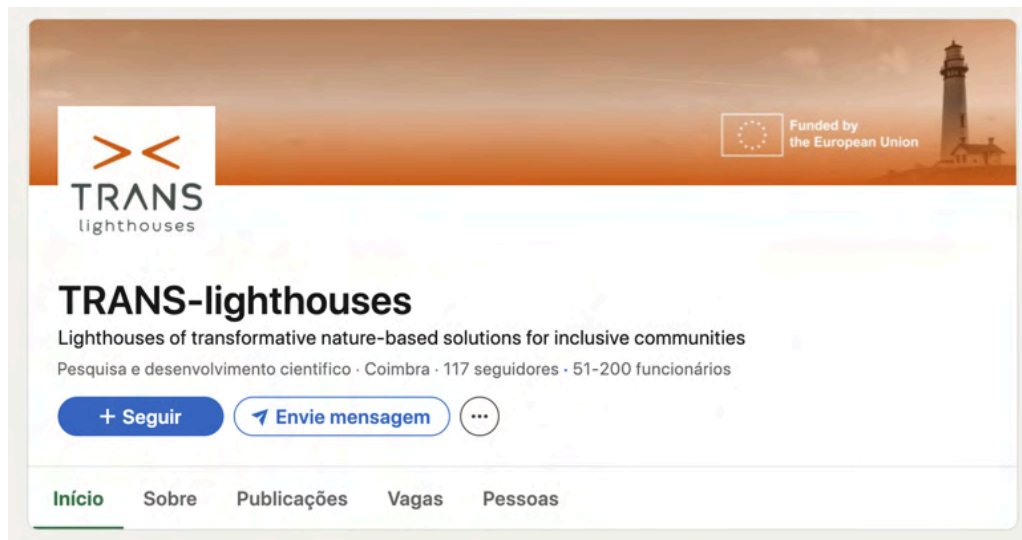 Funded by
the European Union
TRANS
lighthouses
TRANS-lighthouses
Lighthouses of transformative nature-based solutions for inclusive communities
Pesquisa e desenvolvimento científico · Coimbra · 117 seguidores · 51-200 funcionários
+ Seguir
Envie mensagem
Início
Sobre
Publicações
Vagas
Pessoas